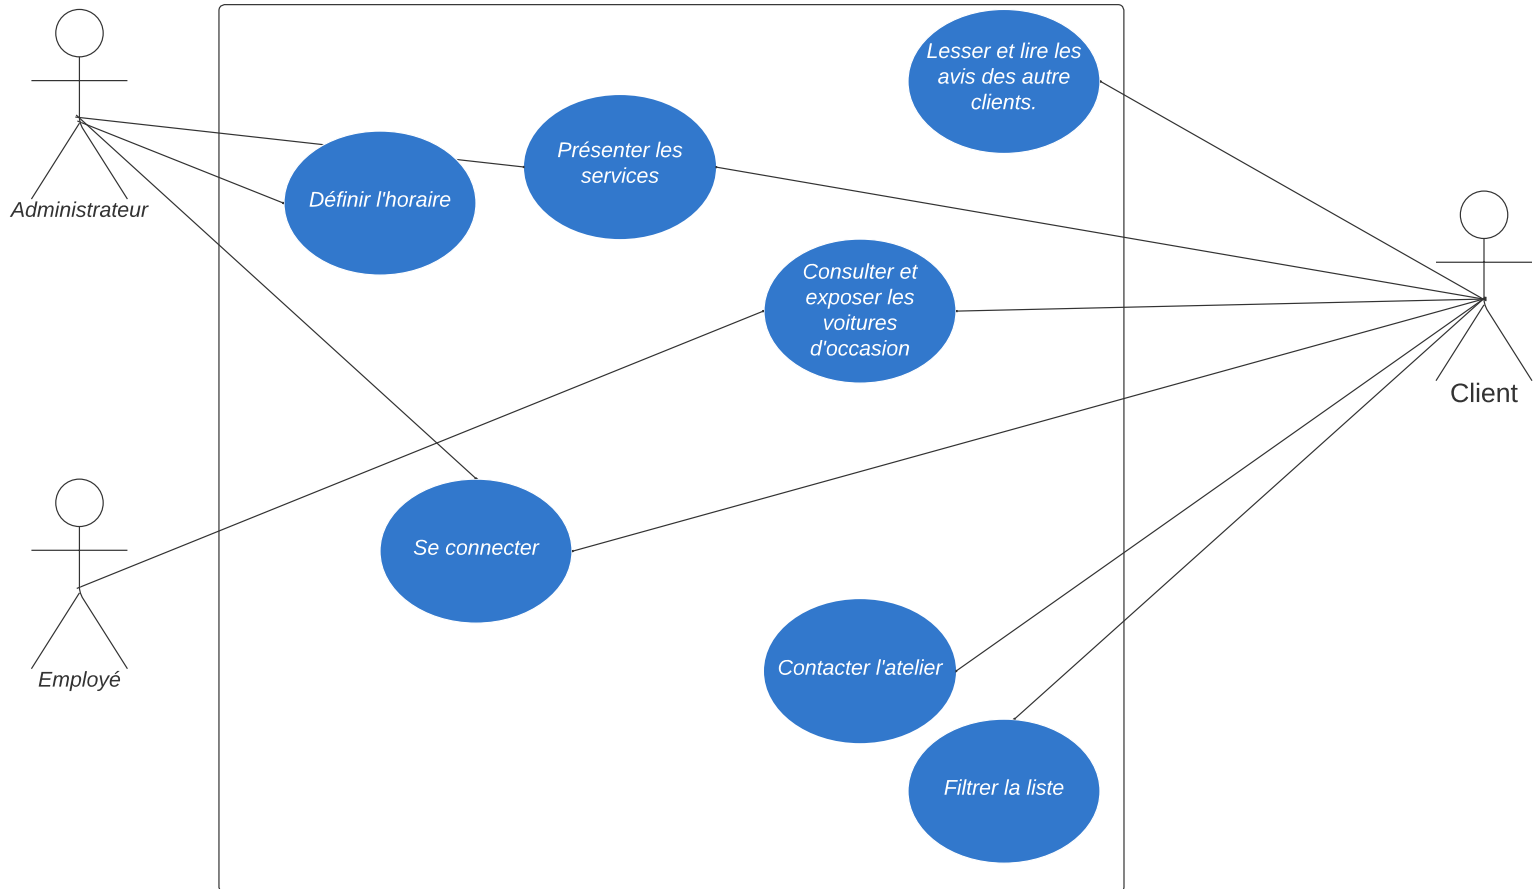 Lesser et lire les
avis des autre
clients.
Présenter les
services
Définir l'horaire
Administrateur
Consulter et
exposer les
voitures
d'occasion
Client
Se connecter
Employé
Contacter l'atelier
Filtrer la liste